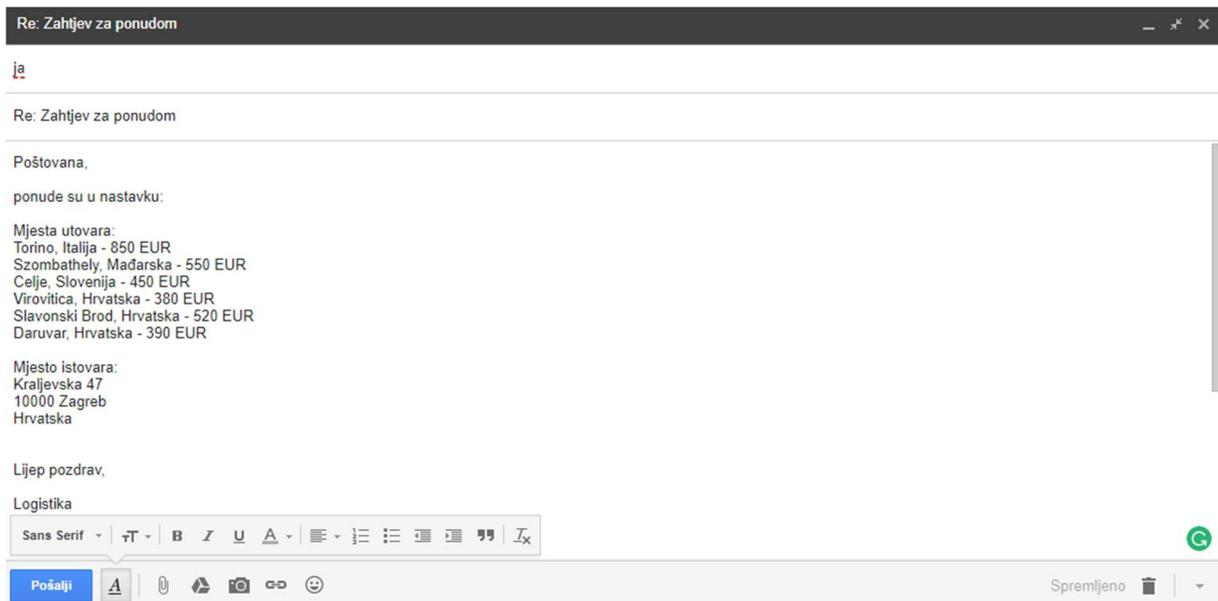 Re: Zahtjev za ponudom
ja
Re: Zahtjev za ponudom
Poštovana,
ponude su u nastavku:
Mjesta utovara:
Torino, Italija - 850 EUR
Szombathely, Mađarska - 550 EUR
Celje, Slovenija - 450 EUR
Virovitica, Hrvatska - 380 EUR
Slavonski Brod, Hrvatska - 520 EUR
Daruvar, Hrvatska - 390 EUR
Mjesto istovara:
Kraljevska 47
10000 Zagreb
Hrvatska
Lijep pozdrav,
Logistika
Sans Serif
Pošalji
Spremljeno